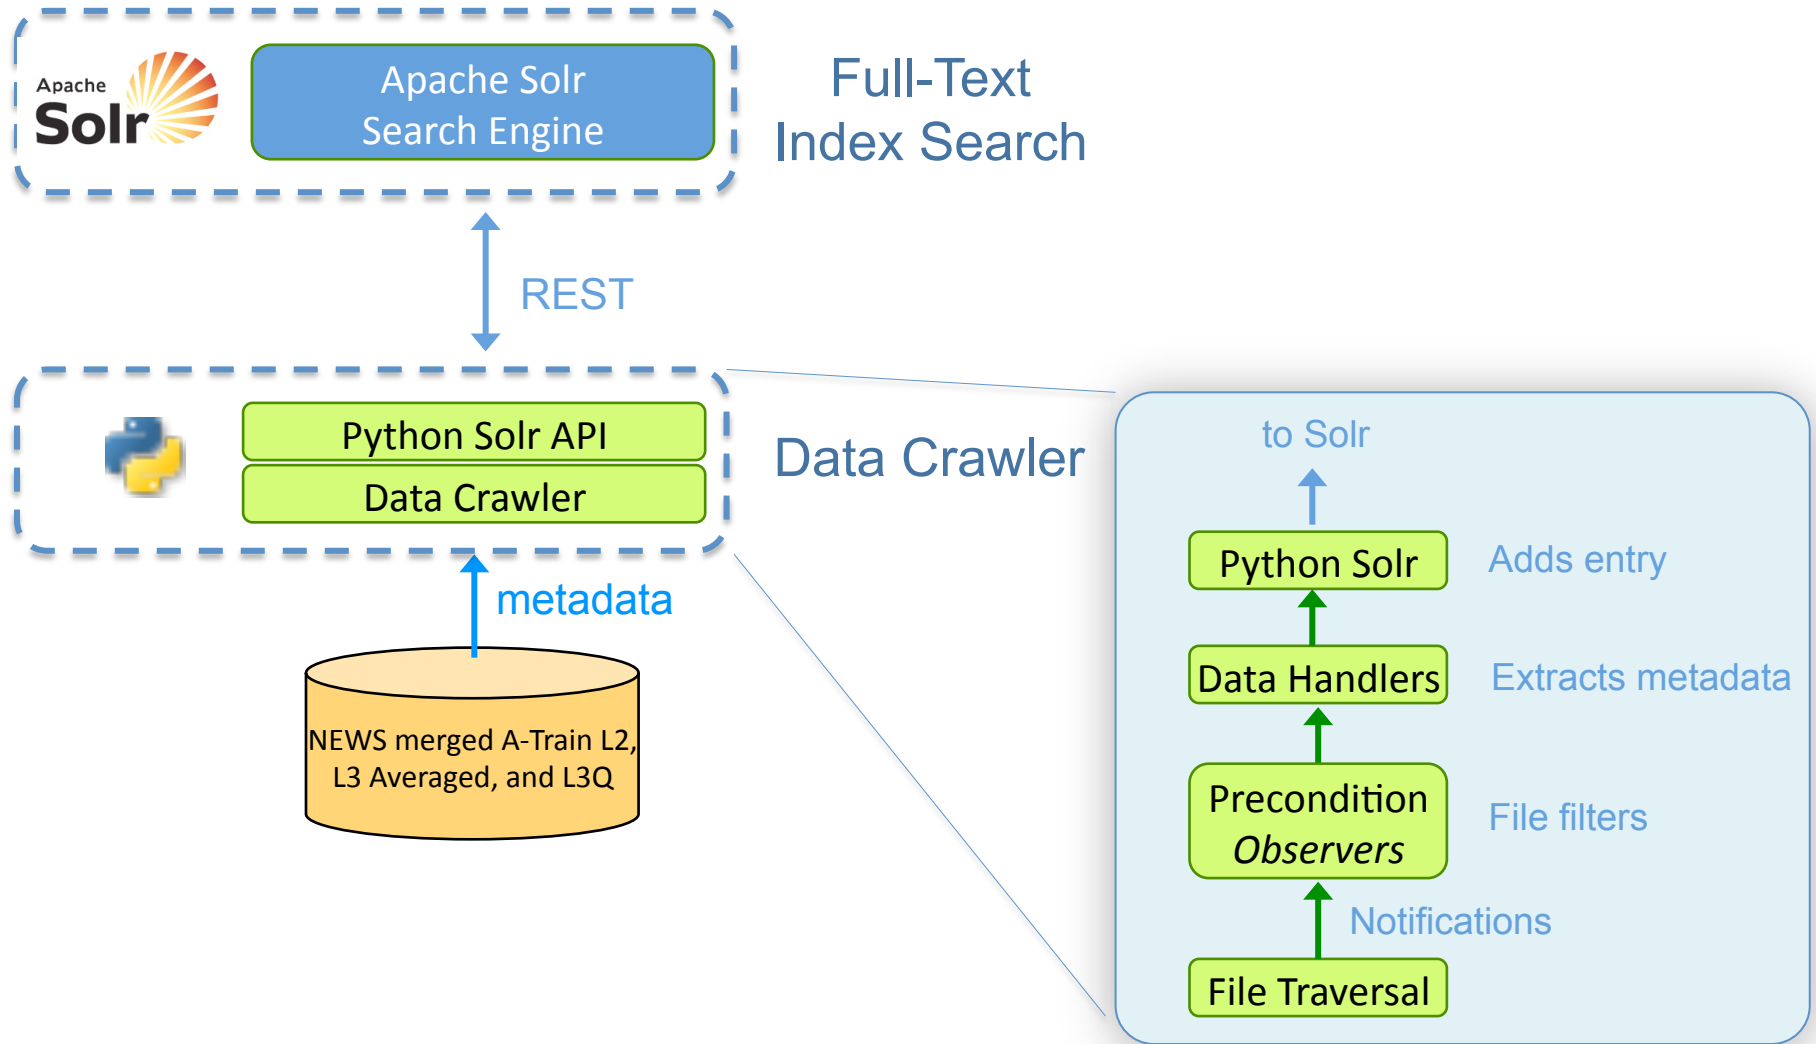 Apache
Solr
Apache Solr
Search Engine
Full-Text
Index Search
REST
Python Solr API
Data Crawler
Data Crawler
metadata
NEWS merged A-Train L2,
L3 Averaged, and L3Q
to Solr
Python Solr
Adds entry
Data Handlers
Extracts metadata
Precondition
Observers
File filters
Notifications
File Traversal